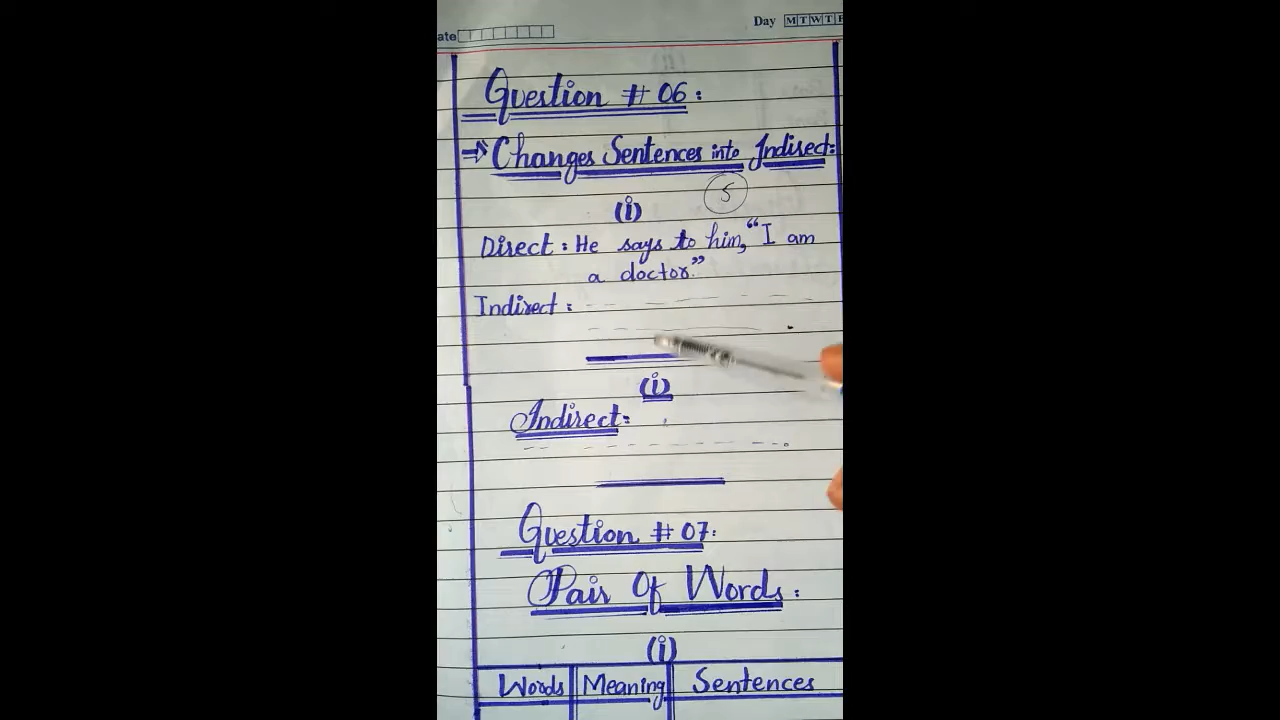 ate Day M T W T F
Question # 06:
⇒ Changes Sentences into Indirect:
5
(i)
Direct: He says to him, "I am
a doctor."
Indirect:
(i)
Indirect:
Question # 07:
Pair Of Words:
(i)
Words Meaning Sentences